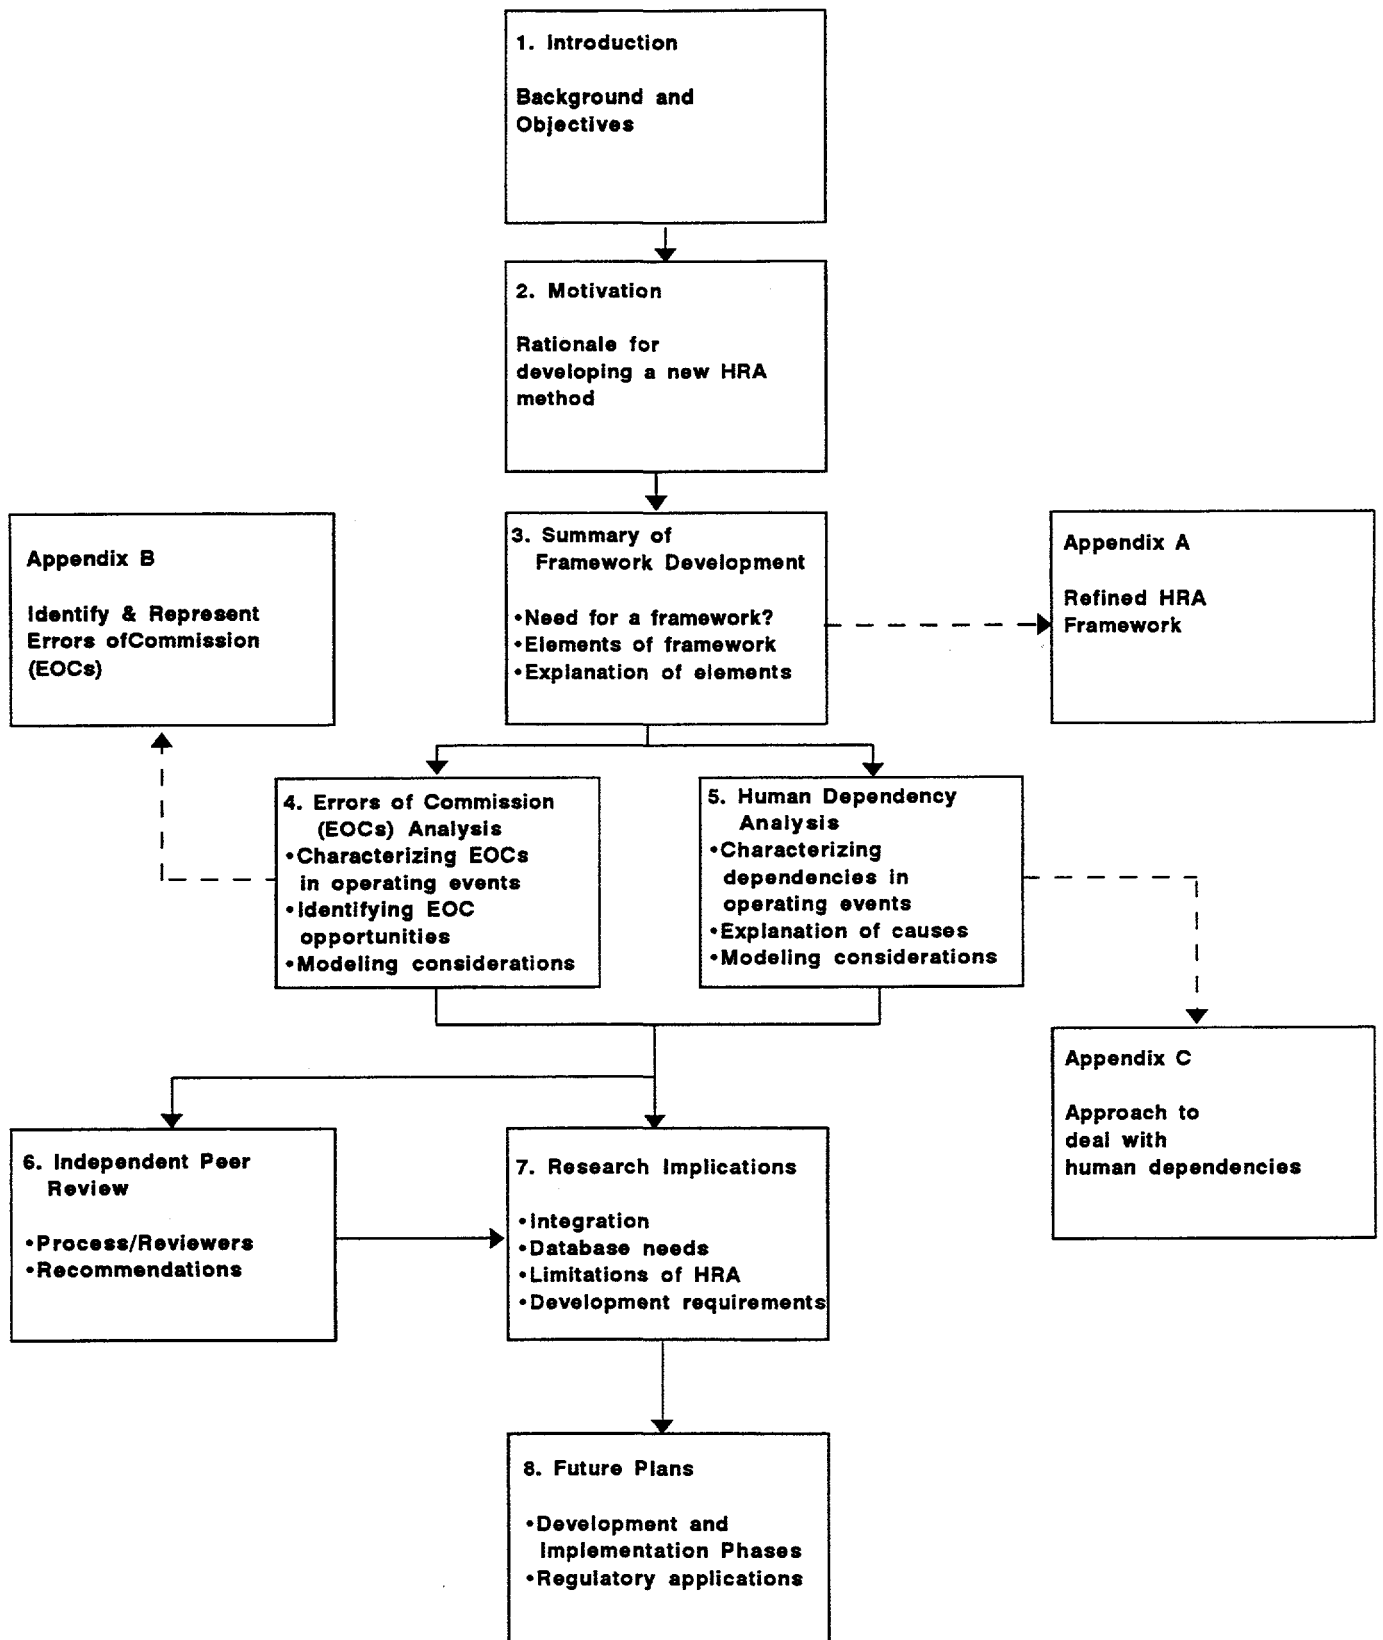 1. Introduction
Background and
Objectives
2. Motivation
Rationale for
developing a new HRA
method
3. Summary of
Framework Development
•Need for a framework?
•Elements of framework
•Explanation of elements
Appendix A
Refined HRA
Framework
Appendix B
Identify & Represent
Errors ofCommission
(EOCs)
4. Errors of Commission
(EOCs) Analysis
•Characterizing EOCs
in operating events
•Identifying EOC
opportunities
•Modeling considerations
5. Human Dependency
Analysis
•Characterizing
dependencies in
operating events
•Explanation of causes
•Modeling considerations
Appendix C
Approach to
deal with
human dependencies
6. Independent Peer
Review
•Process/Reviewers
•Recommendations
7. Research Implications
•Integration
•Database needs
•Limitations of HRA
•Development requirements
8. Future Plans
•Development and
Implementation Phases
•Regulatory applications